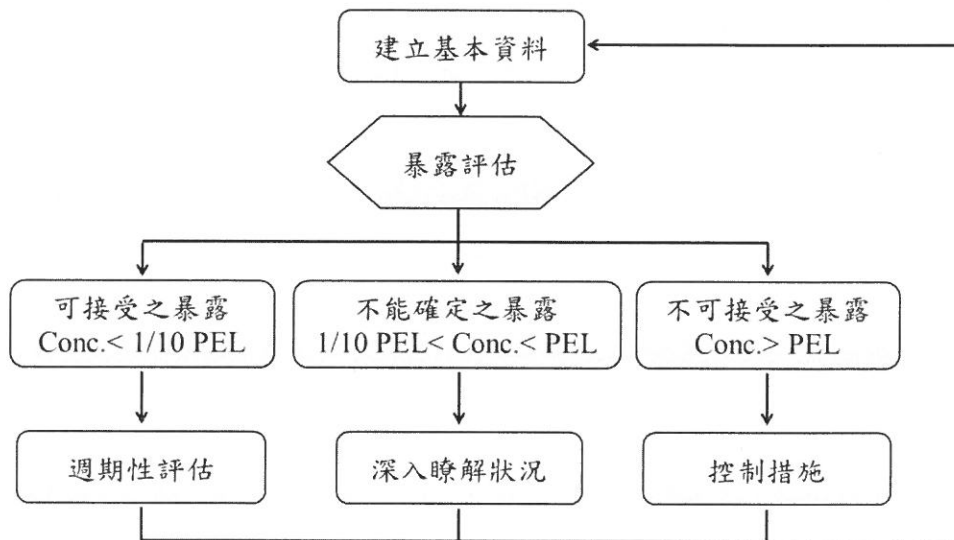 建立基本資料
暴露評估
可接受之暴露
Conc.< 1/10 PEL
不能確定之暴露
1/10 PEL< Conc.< PEL
不可接受之暴露
Conc.> PEL
週期性評估
深入瞭解狀況
控制措施